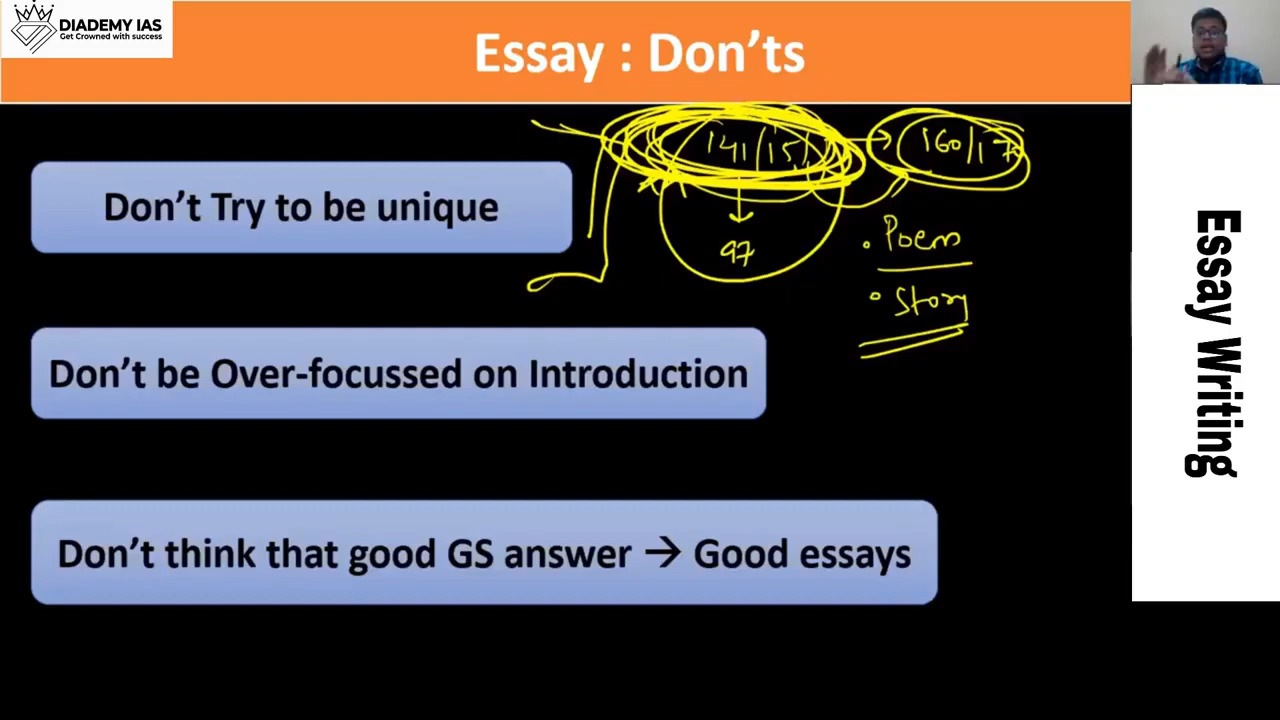 DIADEMY IAS
Get Crowned with success
Essay : Don'ts
141/151
160/170
Don't Try to be unique
97
• Poem
• Story
Don't be Over-focussed on Introduction
Don't think that good GS answer → Good essays
Essay Writing